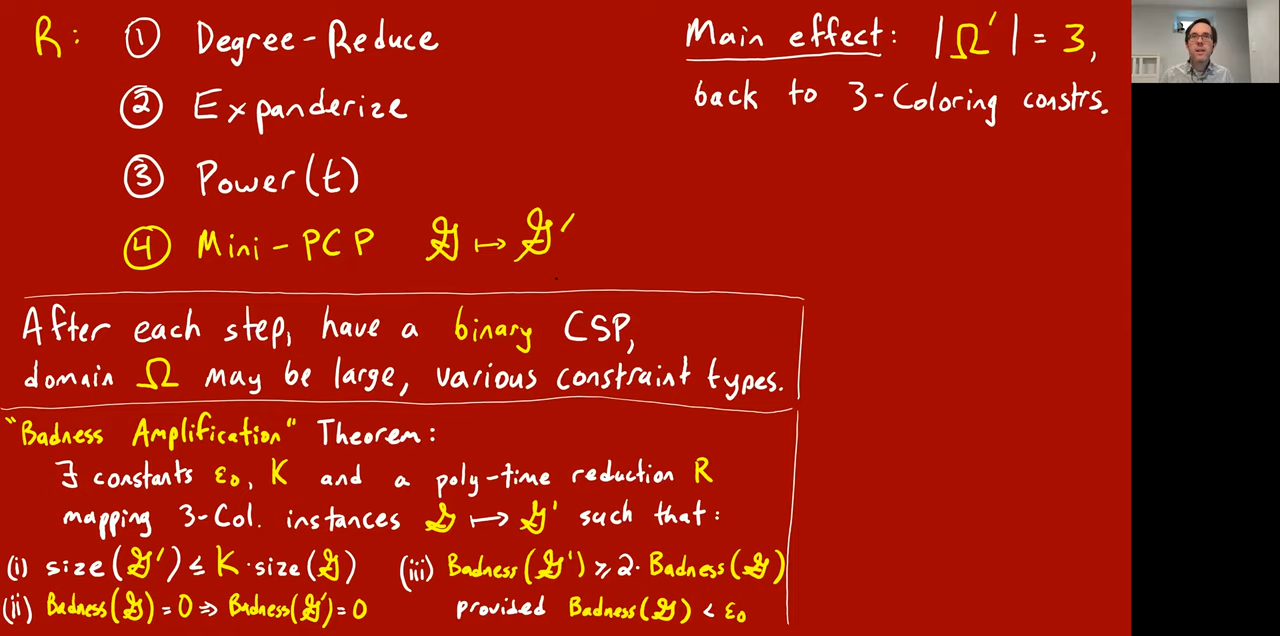 R: ① Degree-Reduce
② Expanderize
③ Power(t)
④ Mini-PCP 𝒢 ↦ 𝒢′
Main effect: |Ω′| = 3,
back to 3-Coloring constrs.
After each step, have a binary CSP,
domain Ω may be large, various constraint types.
"Badness Amplification" Theorem:
∃ constants ε₀, K and a poly-time reduction R
mapping 3-Col. instances 𝒢 ↦ 𝒢′ such that:
(i) size(𝒢′) ≤ K·size(𝒢)
(ii) Badness(𝒢) = 0 ⇒ Badness(𝒢′) = 0
(iii) Badness(𝒢′) ≥ 2·Badness(𝒢)
provided Badness(𝒢) < ε₀